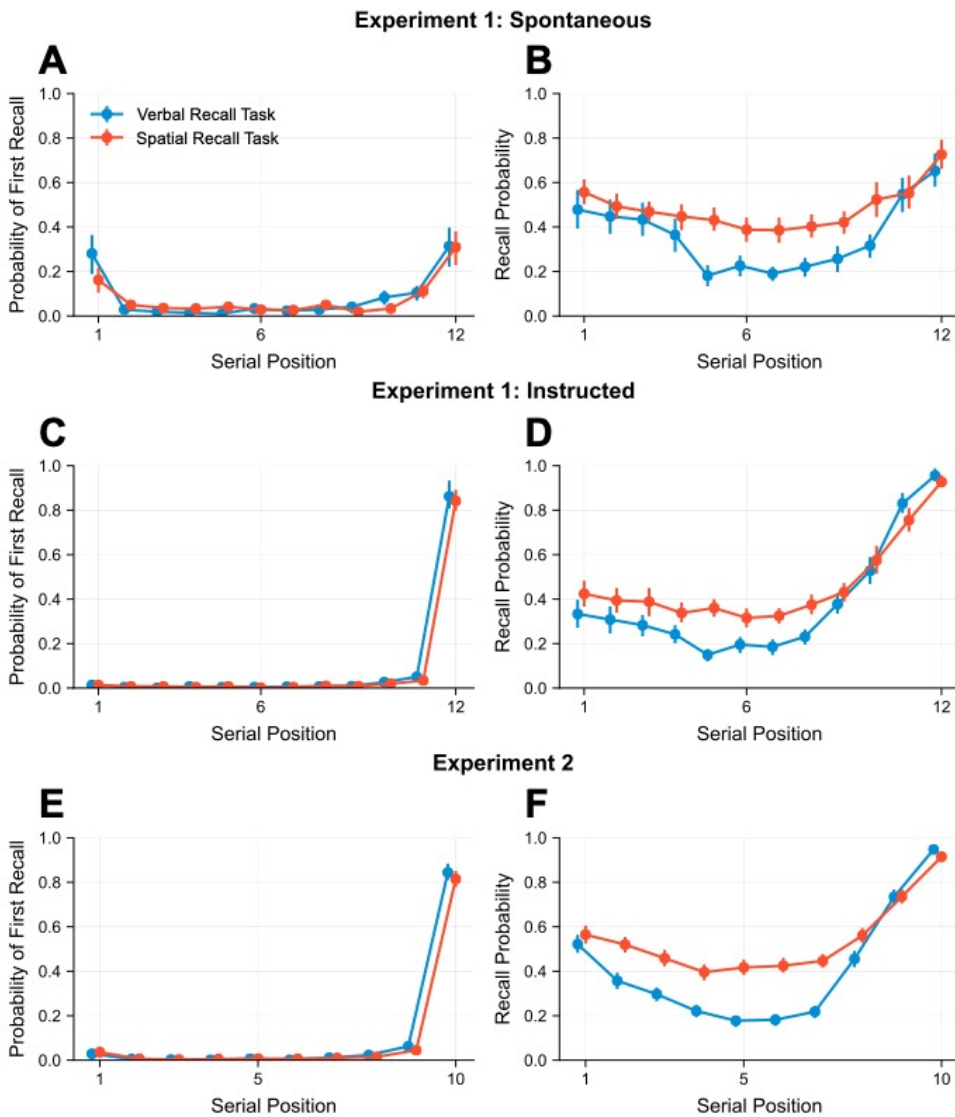 Experiment 1: Spontaneous
A
Probability of First Recall
1.0
0.8
0.6
0.4
0.2
0.0
Verbal Recall Task
Spatial Recall Task
1
6
12
Serial Position
B
Recall Probability
1.0
0.8
0.6
0.4
0.2
0.0
1
6
12
Serial Position
Experiment 1: Instructed
C
Probability of First Recall
1.0
0.8
0.6
0.4
0.2
0.0
1
6
12
Serial Position
D
Recall Probability
1.0
0.8
0.6
0.4
0.2
0.0
1
6
12
Serial Position
Experiment 2
E
Probability of First Recall
1.0
0.8
0.6
0.4
0.2
0.0
1
5
10
Serial Position
F
Recall Probability
1.0
0.8
0.6
0.4
0.2
0.0
1
5
10
Serial Position